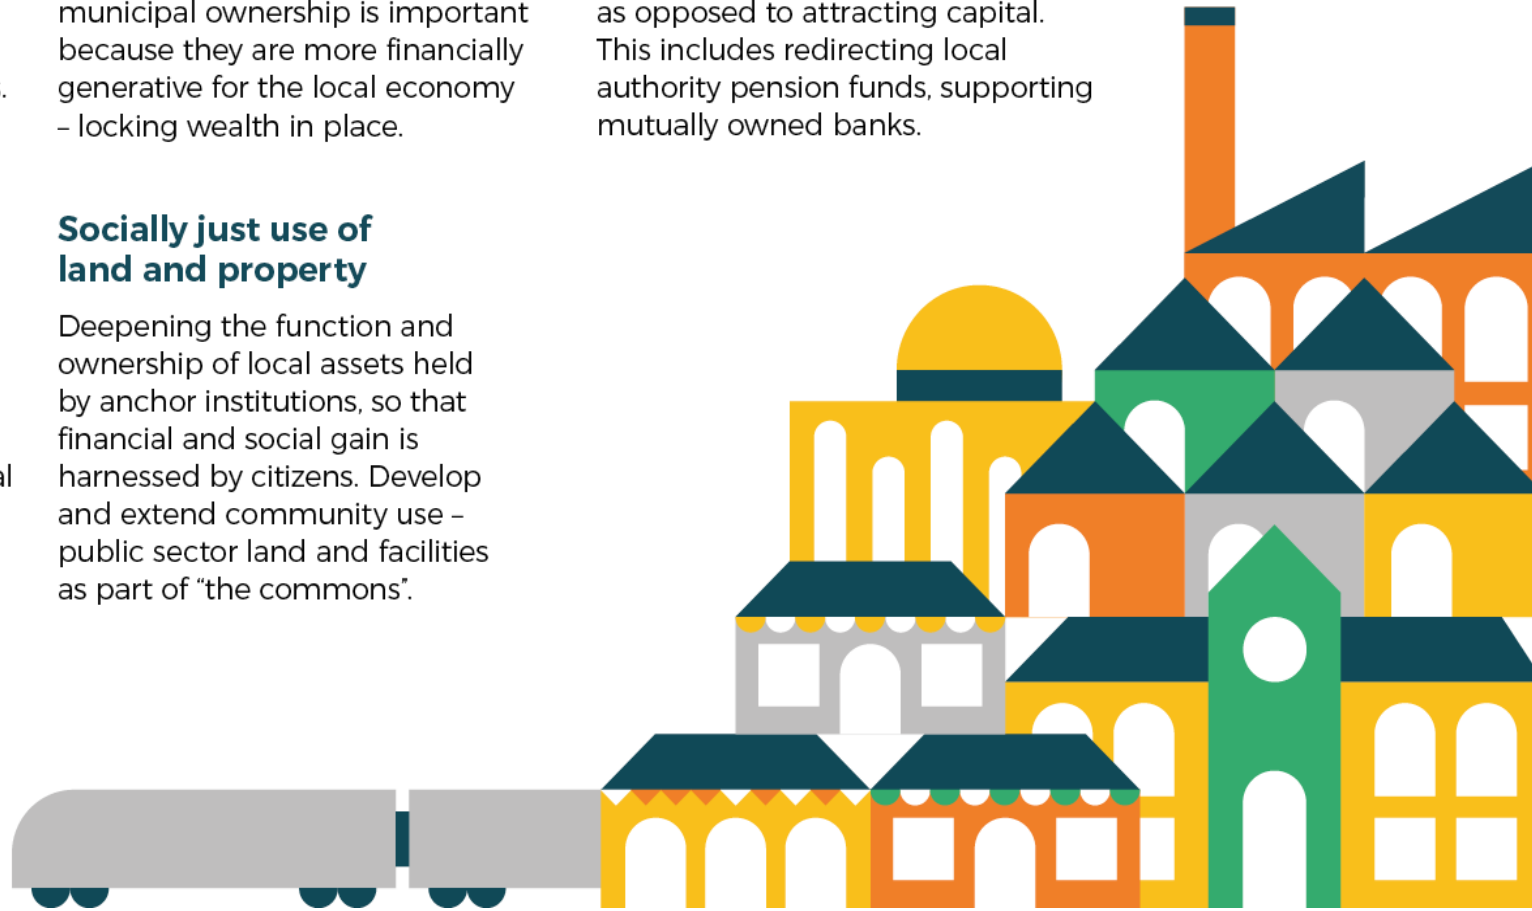 municipal ownership is important
because they are more financially
generative for the local economy
– locking wealth in place.
Socially just use of
land and property
Deepening the function and
ownership of local assets held
by anchor institutions, so that
financial and social gain is
harnessed by citizens. Develop
and extend community use –
public sector land and facilities
as part of “the commons”.
as opposed to attracting capital.
This includes redirecting local
authority pension funds, supporting
mutually owned banks.